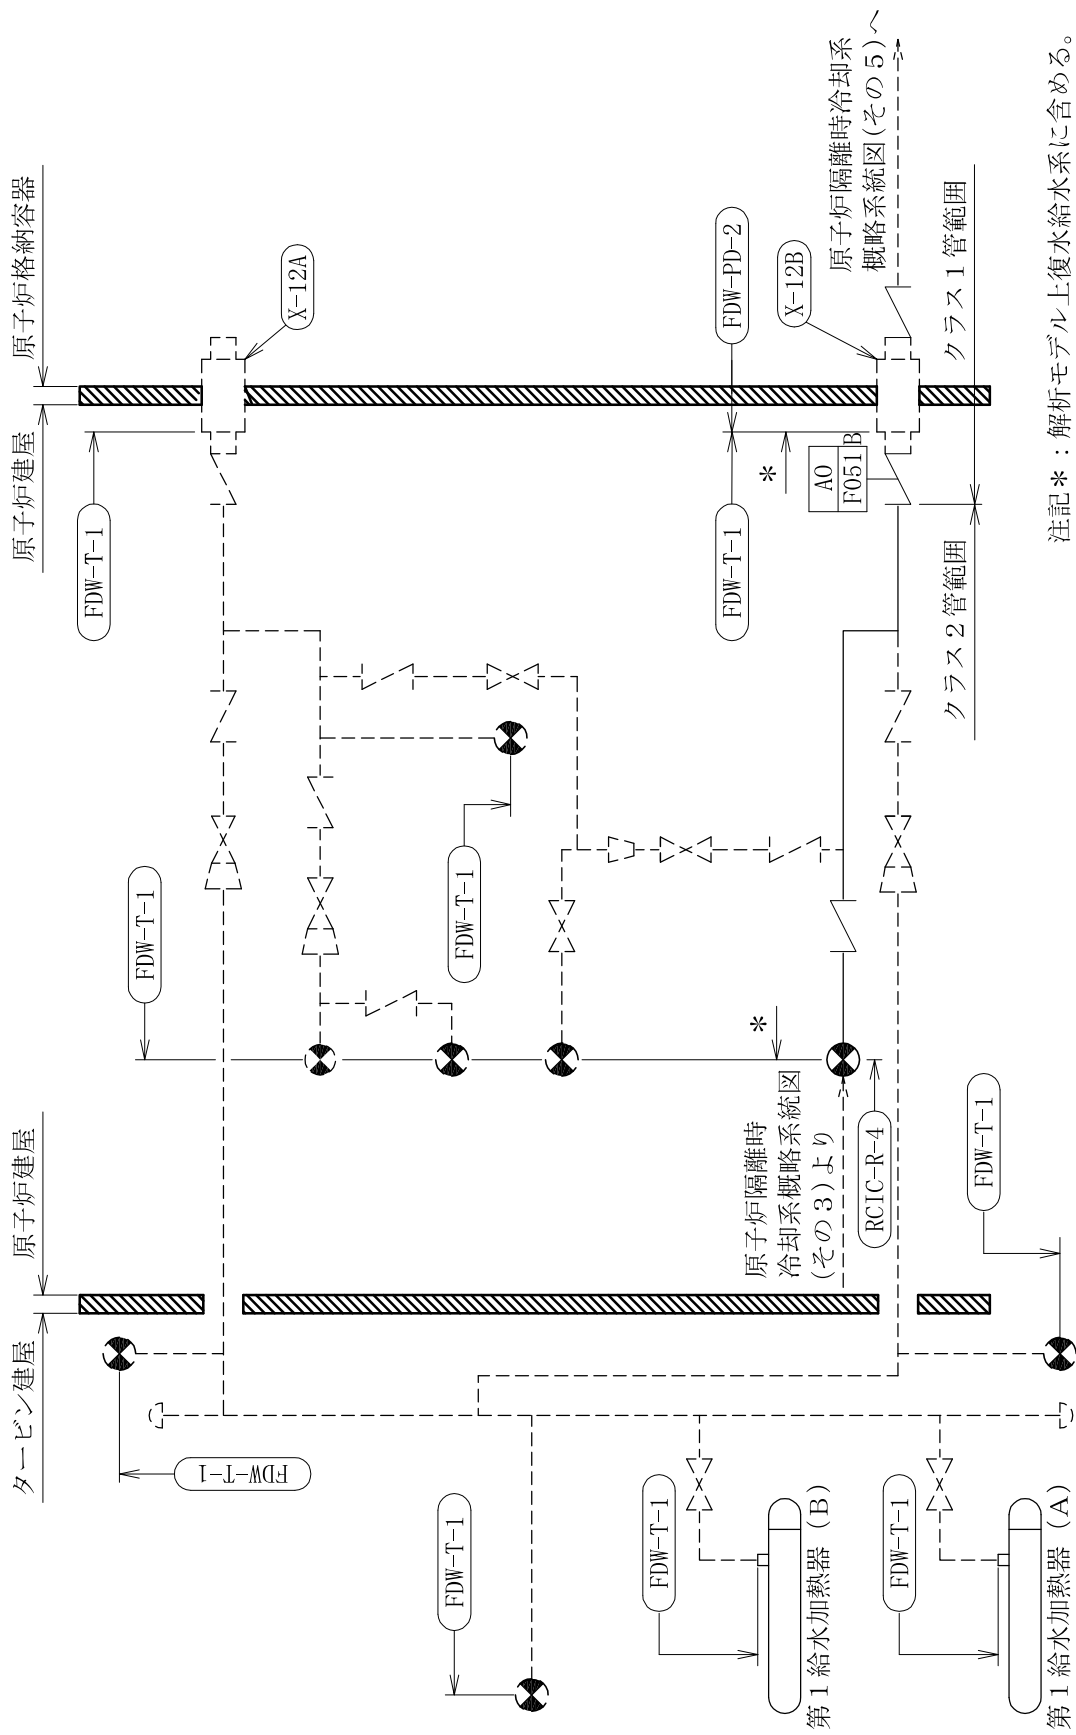 タービン建屋
原子炉建屋
原子炉建屋
原子炉格納容器
FDW-T-1
FDW-T-1
FDW-T-1
X-12A
FDW-T-1
FDW-T-1
FDW-T-1
FDW-PD-2
*
*
AO
F051B
X-12B
原子炉隔離時冷却系
概略系統図(その5)へ
原子炉隔離時
冷却系概略系統図
(その3)より
RCIC-R-4
FDW-T-1
FDW-T-1
第1給水加熱器(B)
FDW-T-1
第1給水加熱器(A)
クラス2管範囲
クラス1管範囲
注記*:解析モデル上復水給水系に含める。